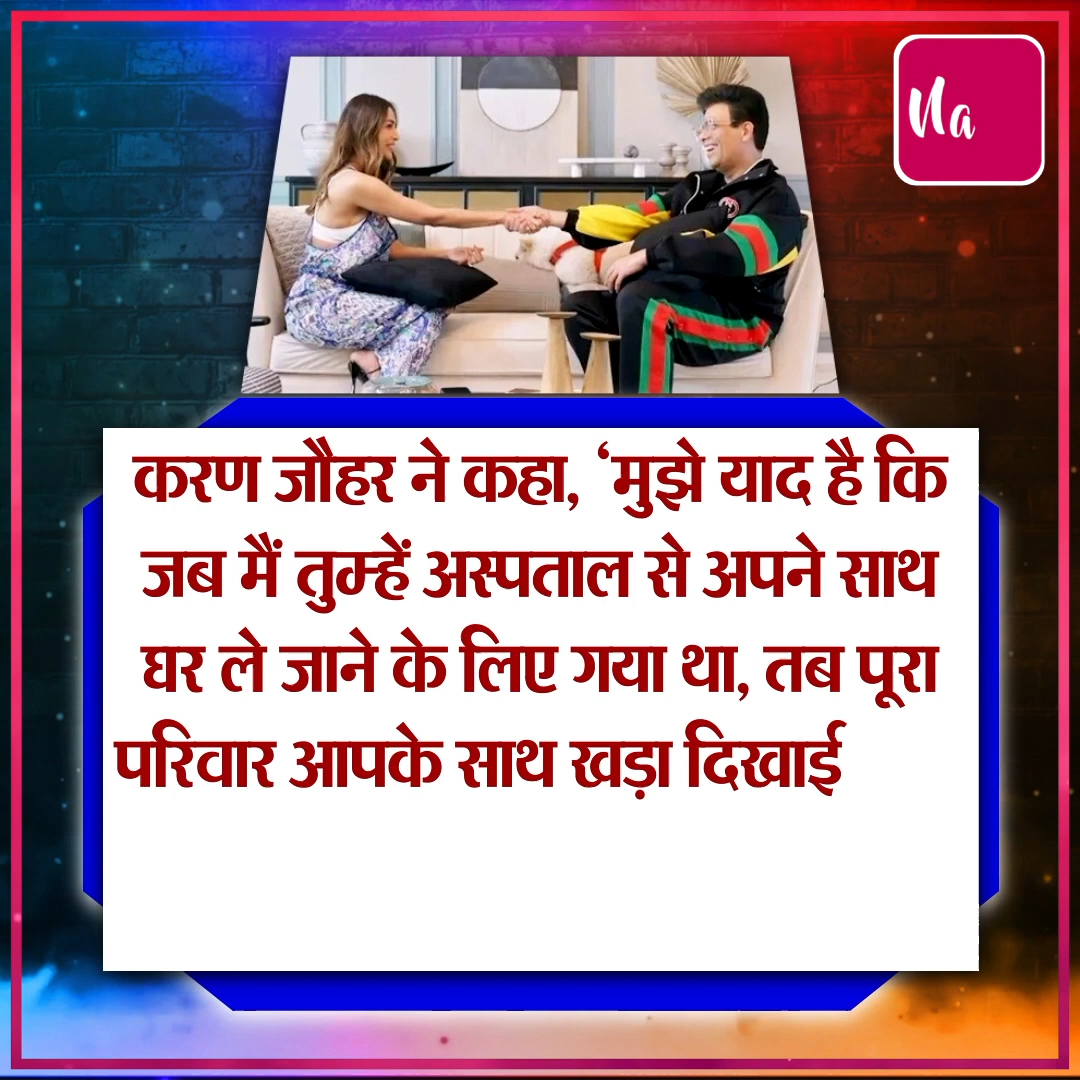 Na
करण जौहर ने कहा, ‘मुझे याद है कि
जब मैं तुम्हें अस्पताल से अपने साथ
घर ले जाने के लिए गया था, तब पूरा
परिवार आपके साथ खड़ा दिखाई